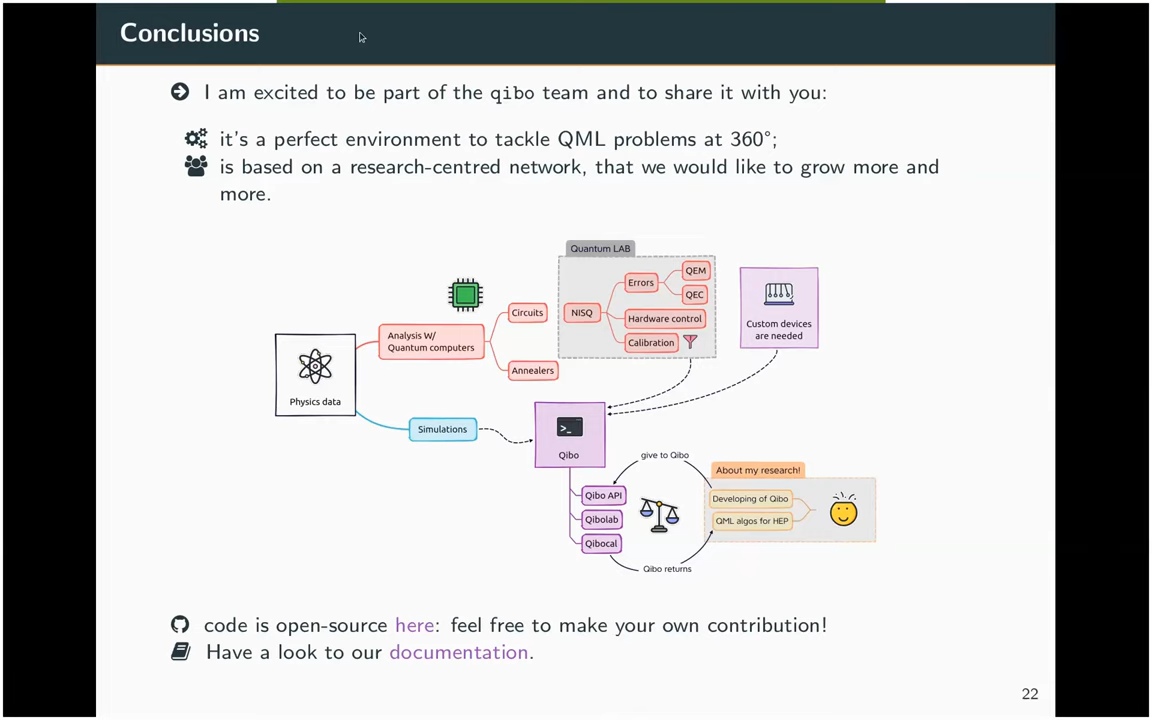 Conclusions
I am excited to be part of the qibo team and to share it with you:
it's a perfect environment to tackle QML problems at 360°;
is based on a research-centred network, that we would like to grow more and
more.
Quantum LAB
Errors
QEM
QEC
NISQ
Hardware control
Calibration
Custom devices
are needed
Circuits
Analysis W/
Quantum computers
Annealers
Physics data
Simulations
>_
Qibo
give to Qibo
About my research!
Qibo API
Developing of Qibo
Qibolab
QML algos for HEP
Qibocal
Qibo returns
code is open-source here: feel free to make your own contribution!
Have a look to our documentation.
22